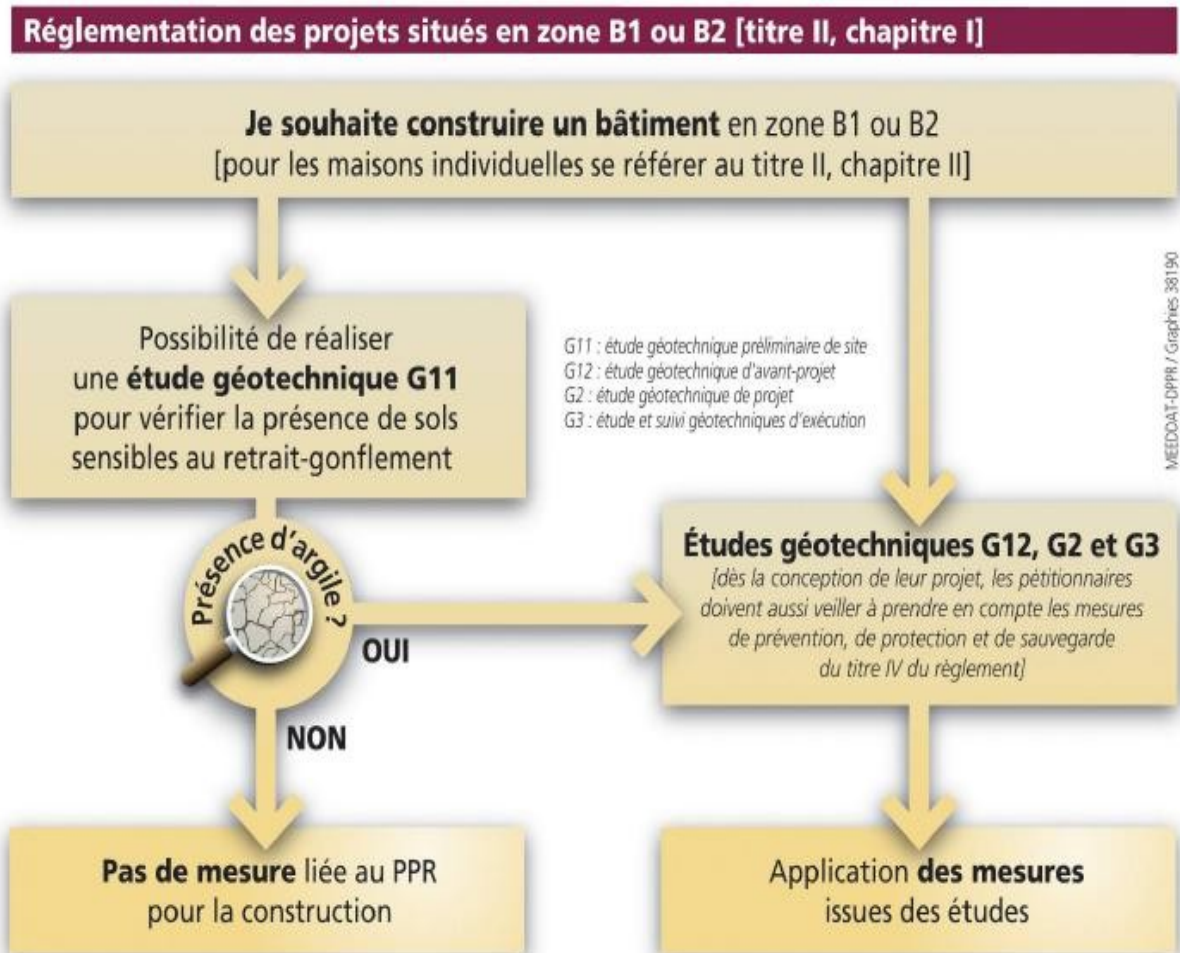 Réglementation des projets situés en zone B1 ou B2 [titre II, chapitre I]
Je souhaite construire un bâtiment en zone B1 ou B2
[pour les maisons individuelles se référer au titre II, chapitre II]
Possibilité de réaliser
une étude géotechnique G11
pour vérifier la présence de sols
sensibles au retrait-gonflement
G11 : étude géotechnique préliminaire de site
G12 : étude géotechnique d'avant-projet
G2 : étude géotechnique de projet
G3 : étude et suivi géotechniques d'exécution
MEEDDAT-DPPR / Graphies 38190
Présence d'argile ?
OUI
NON
Études géotechniques G12, G2 et G3
[dès la conception de leur projet, les pétitionnaires
doivent aussi veiller à prendre en compte les mesures
de prévention, de protection et de sauvegarde
du titre IV du règlement]
Pas de mesure liée au PPR
pour la construction
Application des mesures
issues des études